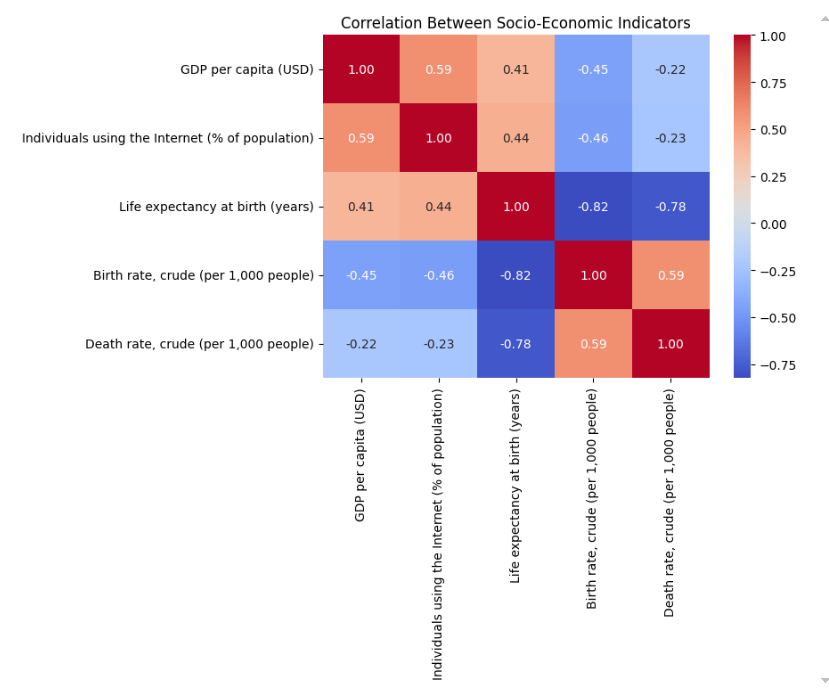 Correlation Between Socio-Economic Indicators
GDP per capita (USD)
1.00 0.59 0.41 -0.45 -0.22
Individuals using the Internet (% of population)
0.59 1.00 0.44 -0.46 -0.23
Life expectancy at birth (years)
0.41 0.44 1.00 -0.82 -0.78
Birth rate, crude (per 1,000 people)
-0.45 -0.46 -0.82 1.00 0.59
Death rate, crude (per 1,000 people)
-0.22 -0.23 -0.78 0.59 1.00
1.00
0.75
0.50
0.25
0.00
−0.25
−0.50
−0.75
GDP per capita (USD)
Individuals using the Internet (% of population)
Life expectancy at birth (years)
Birth rate, crude (per 1,000 people)
Death rate, crude (per 1,000 people)